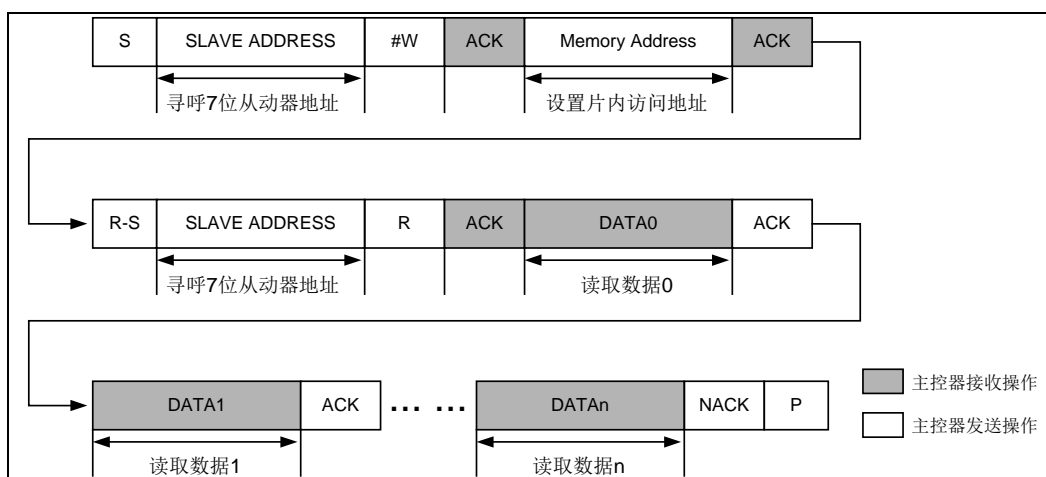 S SLAVE ADDRESS #W ACK Memory Address ACK
寻呼7位从动器地址 设置片内访问地址
R-S SLAVE ADDRESS R ACK DATA0 ACK
寻呼7位从动器地址 读取数据0
DATA1 ACK ... ... DATAn NACK P
读取数据1 读取数据n
主控器接收操作
主控器发送操作